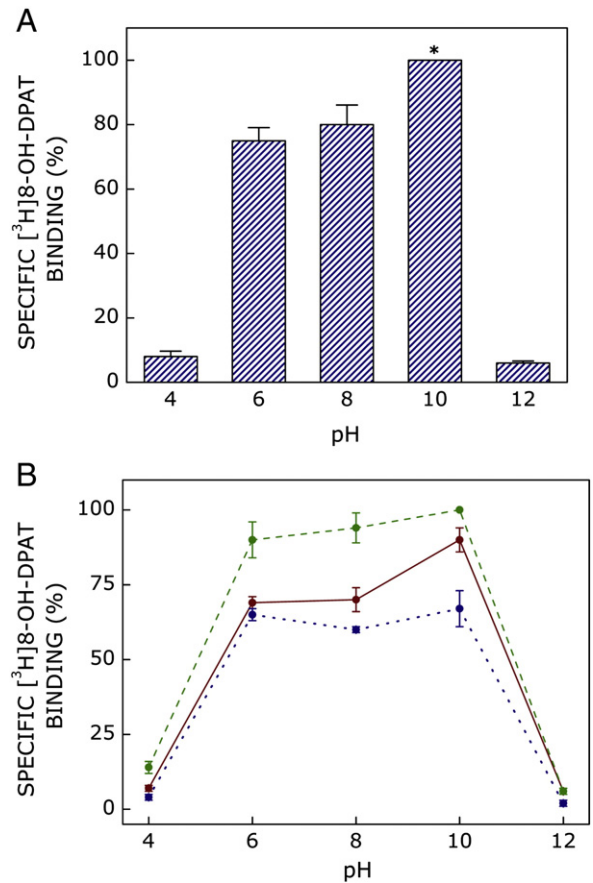 A
SPECIFIC [³H]8-OH-DPAT
BINDING (%)
100
80
60
40
20
0
*
4 6 8 10 12
pH
B
SPECIFIC [³H]8-OH-DPAT
BINDING (%)
100
75
50
25
0
4 6 8 10 12
pH